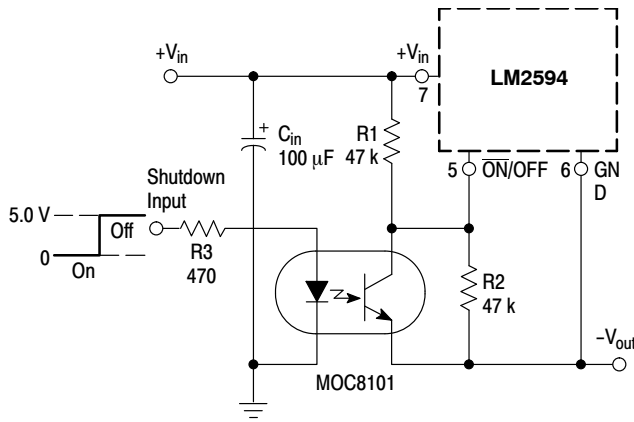 +Vin
+Vin
7
LM2594
Cin
100 µF
R1
47 k
5
ON/OFF
6
GN
D
Shutdown
Input
5.0 V
Off
0
On
R3
470
R2
47 k
−Vout
MOC8101
+